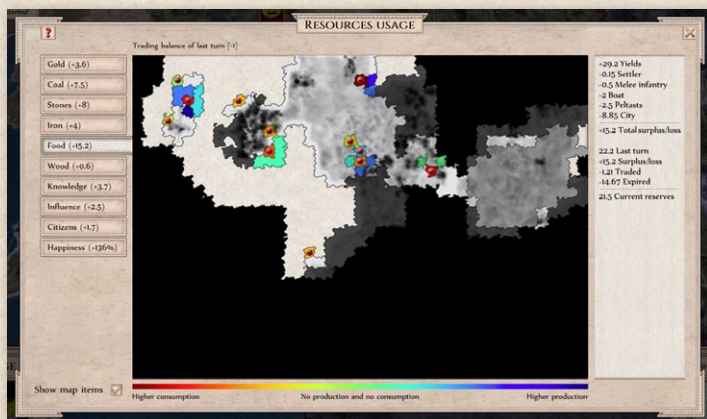 RESOURCES USAGE
Trading balance of last turn [-1]
Gold (+3.6)
Coal (+7.5)
Stones (+8)
Iron (+4)
Food (+15.2)
Wood (+0.6)
Knowledge (+3.7)
Influence (+2.5)
Citizens (+1.7)
Happiness (+136%)
+29.2 Yields
-0.15 Settler
-0.5 Melee infantry
-2 Boat
-2.5 Peltasts
-8.85 City
+15.2 Total surplus/loss
22.2 Last turn
+15.2 Surplus/loss
-1.21 Traded
-14.67 Expired
21.5 Current reserves
Show map items
Higher consumption
No production and no consumption
Higher production